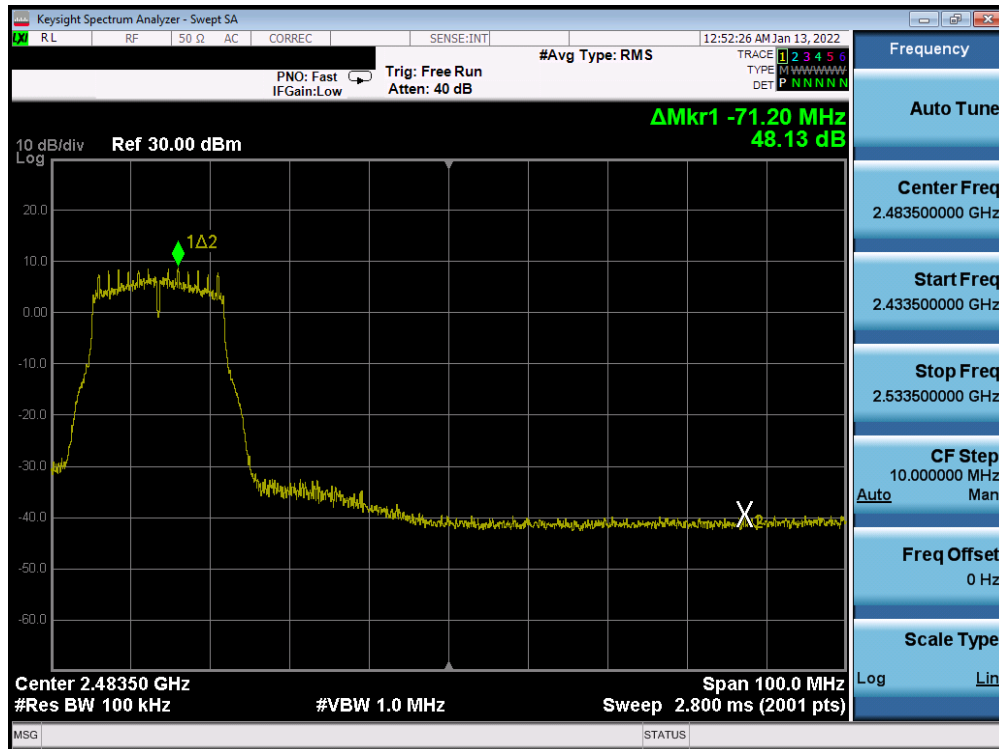 Keysight Spectrum Analyzer - Swept SA
LXI RL RF 50 Ω AC CORREC SENSE:INT 12:52:26 AM Jan 13, 2022
PNO: Fast Trig: Free Run #Avg Type: RMS TRACE 1 2 3 4 5 6
IFGain:Low Atten: 40 dB TYPE M WWWWW
DET P N N N N N
ΔMkr1 -71.20 MHz
48.13 dB
10 dB/div Ref 30.00 dBm
Log
1Δ2
20.0
10.0
0.00
-10.0
-20.0
-30.0
-40.0
-50.0
-60.0
X2
Center 2.48350 GHz Span 100.0 MHz
#Res BW 100 kHz #VBW 1.0 MHz Sweep 2.800 ms (2001 pts)
MSG STATUS
Frequency
Auto Tune
Center Freq
2.483500000 GHz
Start Freq
2.433500000 GHz
Stop Freq
2.533500000 GHz
CF Step
10.000000 MHz
Auto Man
Freq Offset
0 Hz
Scale Type
Log Lin